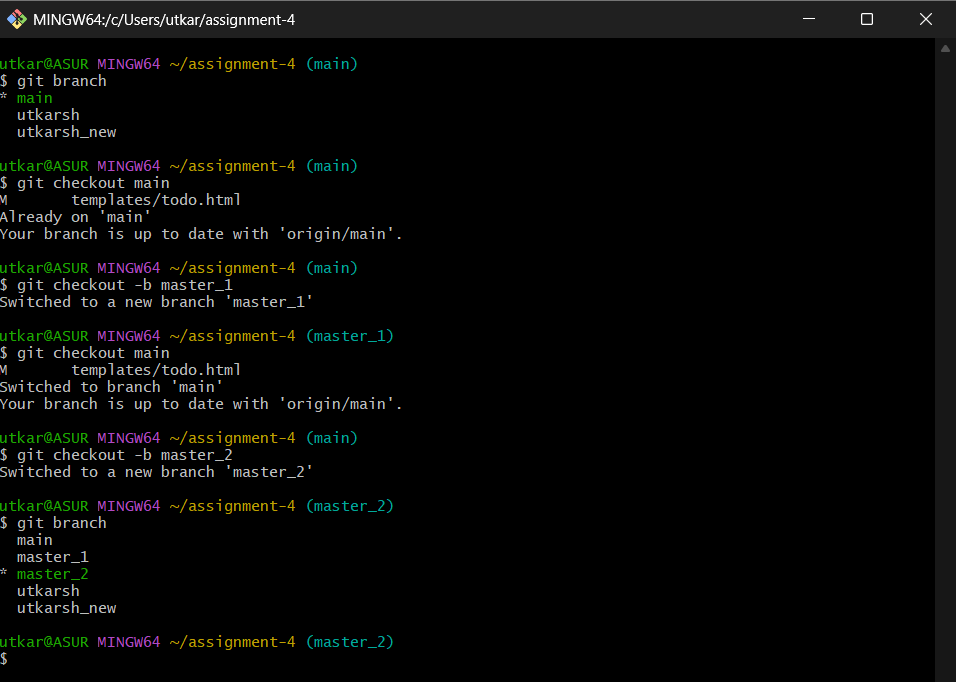 MINGW64:/c/Users/utkar/assignment-4
utkar@ASUR MINGW64 ~/assignment-4 (main)
$ git branch
* main
  utkarsh
  utkarsh_new
utkar@ASUR MINGW64 ~/assignment-4 (main)
$ git checkout main
M       templates/todo.html
Already on 'main'
Your branch is up to date with 'origin/main'.
utkar@ASUR MINGW64 ~/assignment-4 (main)
$ git checkout -b master_1
Switched to a new branch 'master_1'
utkar@ASUR MINGW64 ~/assignment-4 (master_1)
$ git checkout main
M       templates/todo.html
Switched to branch 'main'
Your branch is up to date with 'origin/main'.
utkar@ASUR MINGW64 ~/assignment-4 (main)
$ git checkout -b master_2
Switched to a new branch 'master_2'
utkar@ASUR MINGW64 ~/assignment-4 (master_2)
$ git branch
  main
  master_1
* master_2
  utkarsh
  utkarsh_new
utkar@ASUR MINGW64 ~/assignment-4 (master_2)
$